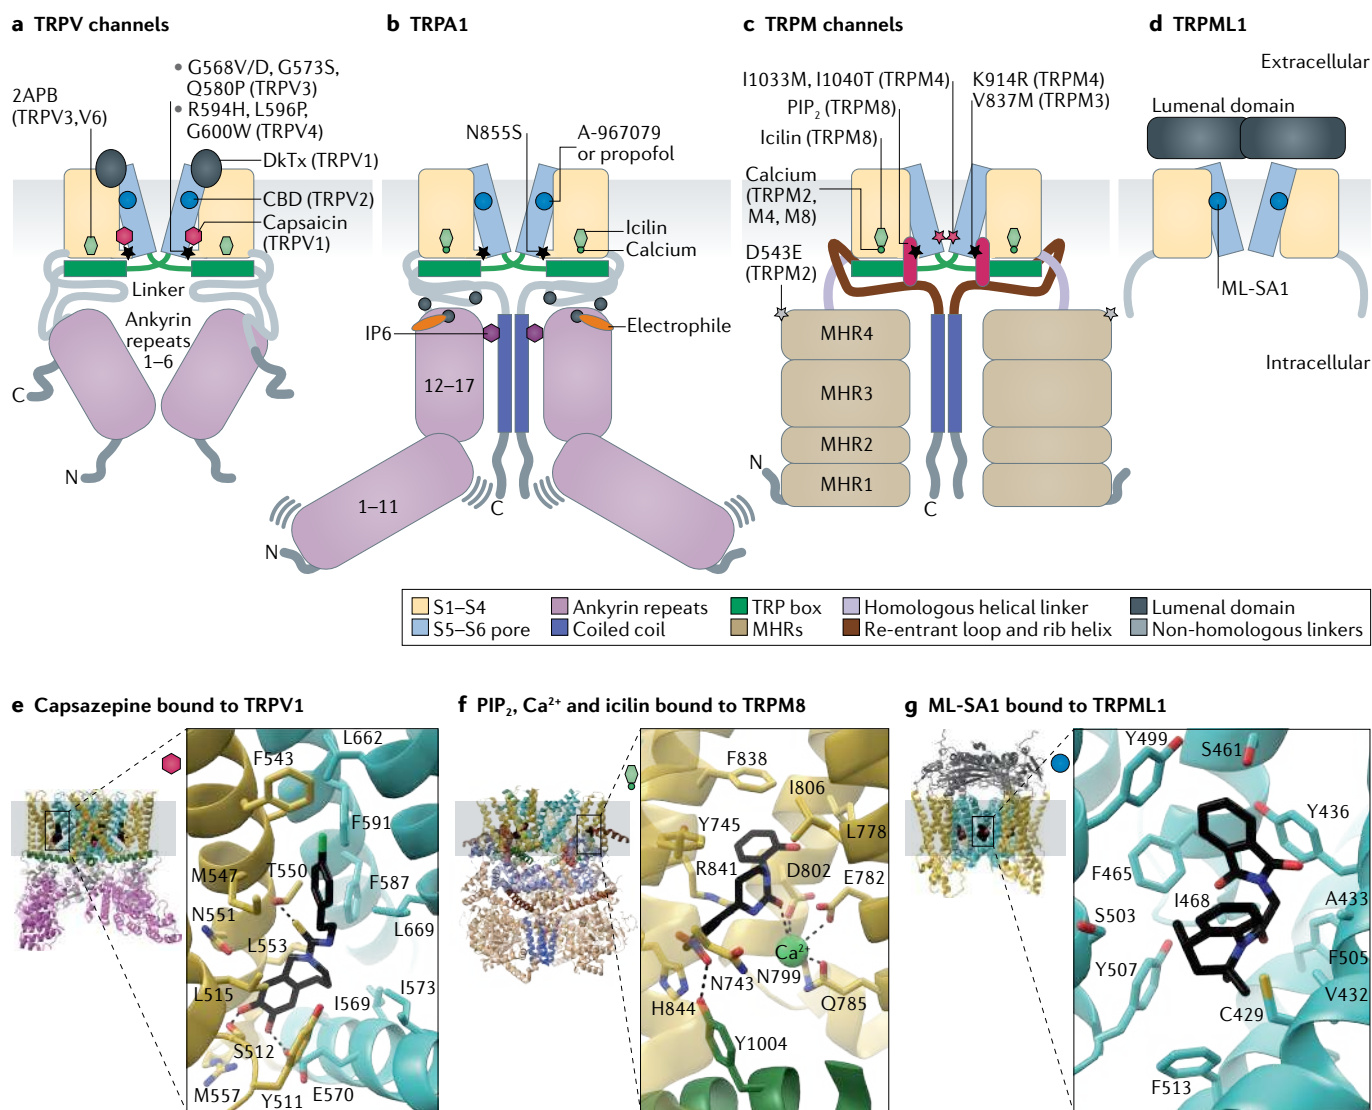 a TRPV channels
G568V/D, G573S,
Q580P (TRPV3)
R594H, L596P,
G600W (TRPV4)
2APB
(TRPV3,V6)
DkTx (TRPV1)
CBD (TRPV2)
Capsaicin
(TRPV1)
Linker
Ankyrin
repeats
1–6
C
N
b TRPA1
N855S
A-967079
or propofol
Icilin
Calcium
IP6
Electrophile
12–17
1–11
N
C
c TRPM channels
I1033M, I1040T (TRPM4)
PIP₂ (TRPM8)
Icilin (TRPM8)
Calcium
(TRPM2,
M4, M8)
D543E
(TRPM2)
K914R (TRPM4)
V837M (TRPM3)
MHR4
MHR3
MHR2
MHR1
N
C
d TRPML1
Extracellular
Lumenal domain
ML-SA1
Intracellular
S1–S4
Ankyrin repeats
TRP box
Homologous helical linker
Lumenal domain
S5–S6 pore
Coiled coil
MHRs
Re-entrant loop and rib helix
Non-homologous linkers
e Capsazepine bound to TRPV1
L662
F543
F591
T550
M547
F587
N551
L669
L553
L515
I573
I569
S512
M557
Y511
E570
f PIP₂, Ca²⁺ and icilin bound to TRPM8
F838
I806
Y745
L778
R841
D802
E782
Ca²⁺
N743
N799
H844
Q785
Y1004
g ML-SA1 bound to TRPML1
Y499
S461
Y436
F465
I468
A433
S503
F505
Y507
V432
C429
F513